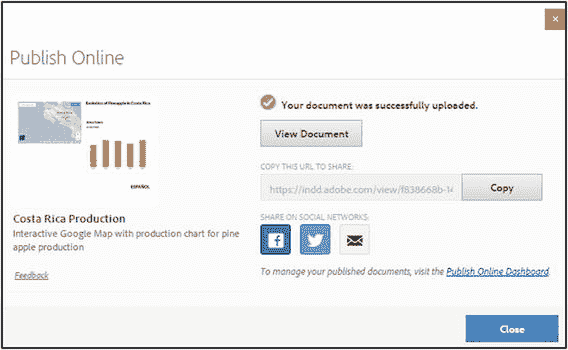 ×
Publish Online
Evolution of Pineapple in Costa Rica
ESPAÑOL
Costa Rica Production
Interactive Google Map with production chart for pine
apple production
Feedback
Your document was successfully uploaded.
View Document
COPY THIS URL TO SHARE:
https://indd.adobe.com/view/f838668b-14
Copy
SHARE ON SOCIAL NETWORKS:
To manage your published documents, visit the Publish Online Dashboard.
Close